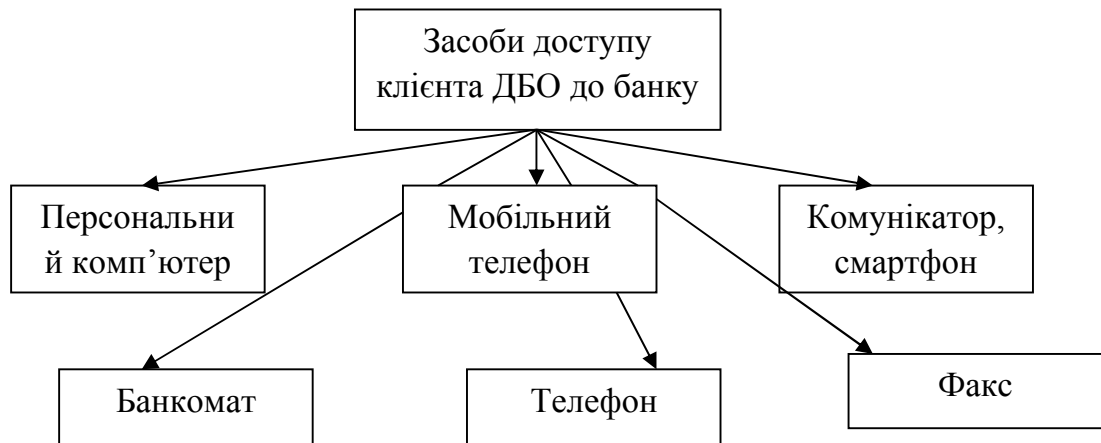 Засоби доступу
клієнта ДБО до банку
Персональни
й комп’ютер
Мобільний
телефон
Комунікатор,
смартфон
Банкомат
Телефон
Факс